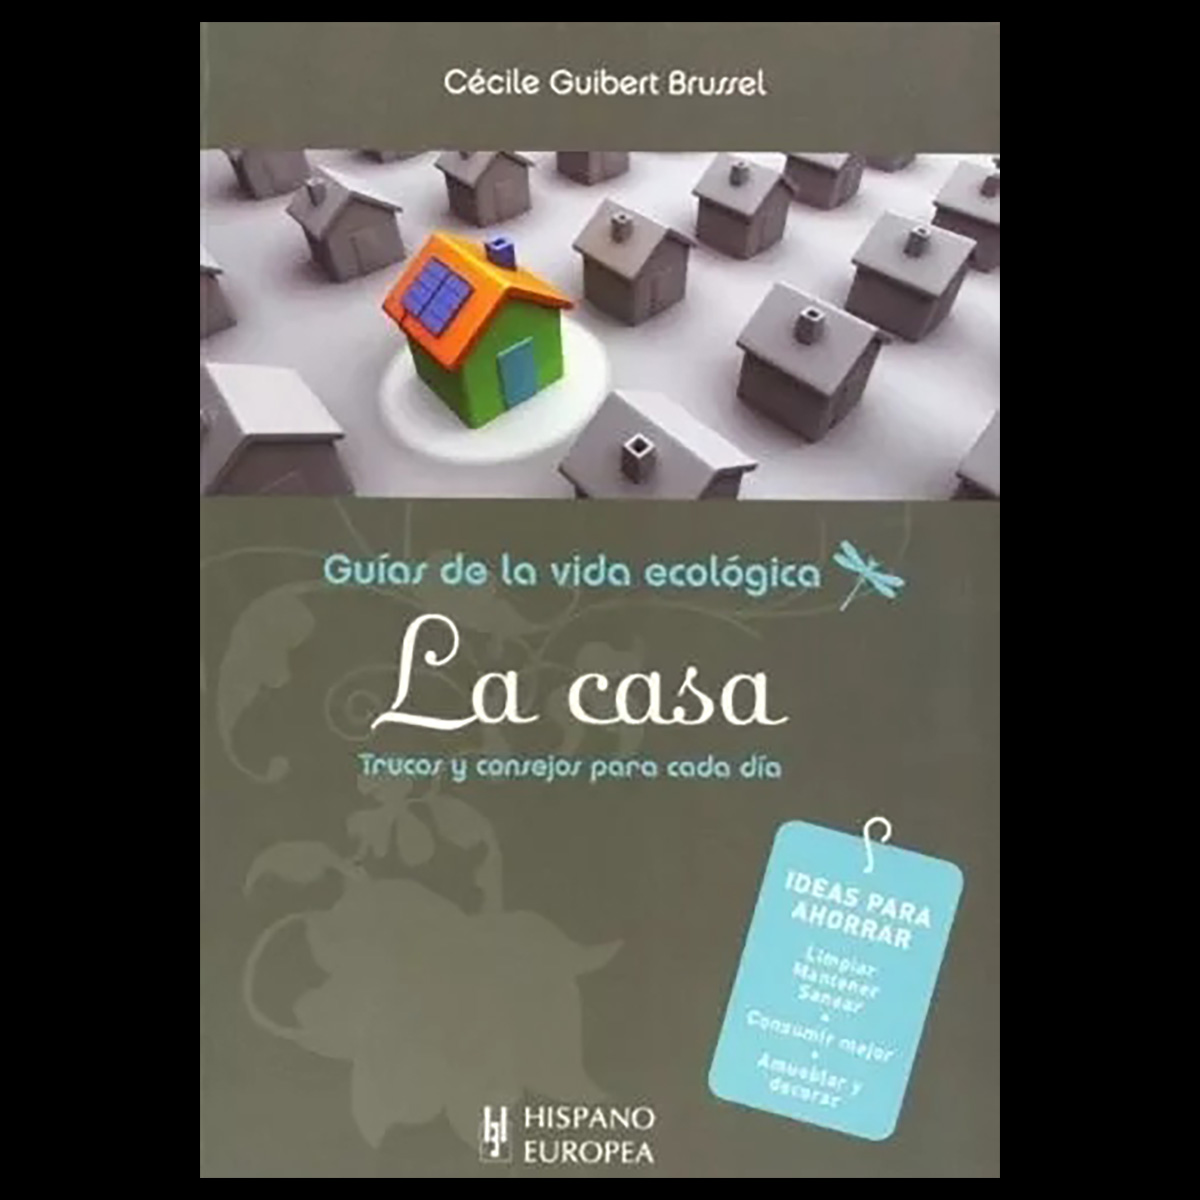 Cécile Guibert Brussel
Guías de la vida ecológica
La casa
Trucos y consejos para cada día
IDEAS PARA
AHORRAR
Limpiar
Mantener
Sanear
Consumir mejor
Amueblar y
decorar
HISPANO
EUROPEA